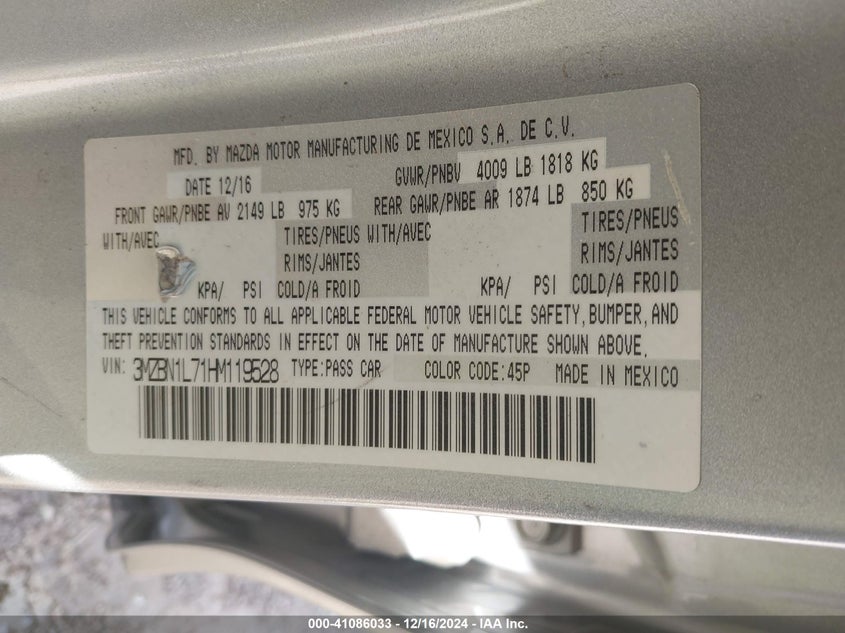 MFD. BY MAZDA MOTOR MANUFACTURING DE MEXICO S.A. DE C.V.
DATE 12/16 GVWR/PNBV 4009 LB 1818 KG
FRONT GAWR/PNBE AV 2149 LB 975 KG REAR GAWR/PNBE AR 1874 LB 850 KG
WITH/AVEC TIRES/PNEUS WITH/AVEC TIRES/PNEUS
RIMS/JANTES RIMS/JANTES
KPA/ PSI COLD/A FROID KPA/ PSI COLD/A FROID
THIS VEHICLE CONFORMS TO ALL APPLICABLE FEDERAL MOTOR VEHICLE SAFETY, BUMPER, AND
THEFT PREVENTION STANDARDS IN EFFECT ON THE DATE OF MANUFACTURE SHOWN ABOVE.
VIN: 3MZBN1L71HM119528 TYPE:PASS CAR COLOR CODE:45P MADE IN MEXICO
000-41086033 - 12/16/2024 - IAA Inc.